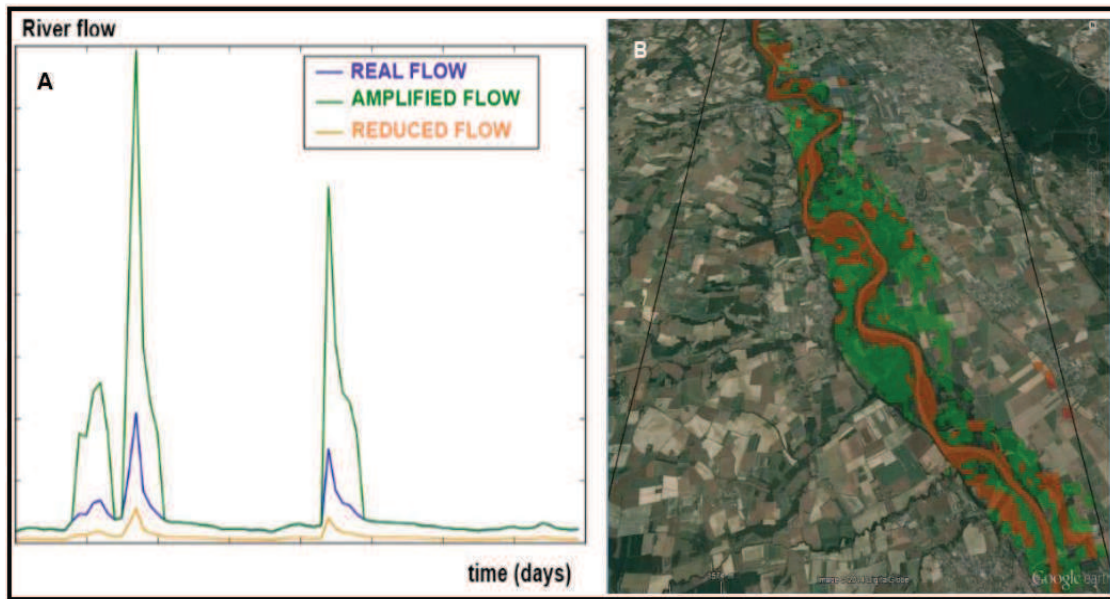 River flow
A
REAL FLOW
AMPLIFIED FLOW
REDUCED FLOW
time (days)
B
Google earth